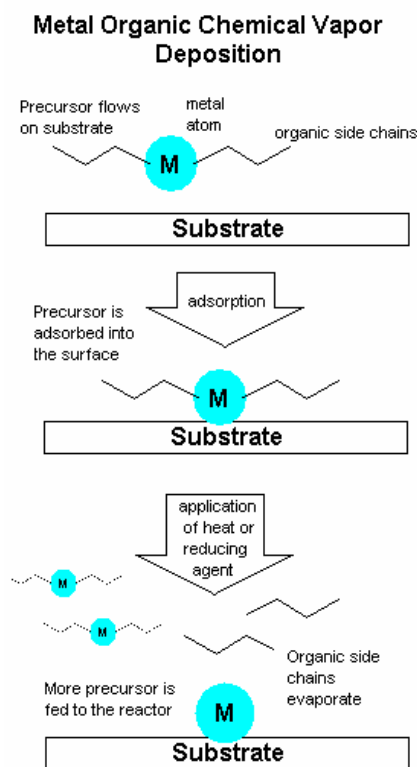 Metal Organic Chemical Vapor
Deposition
Precursor flows
on substrate
metal
atom
organic side chains
M
Substrate
adsorption
Precursor is
adsorbed into
the surface
M
Substrate
application
of heat or
reducing
agent
M
M
Organic side
chains
evaporate
More precursor is
fed to the reactor
M
Substrate